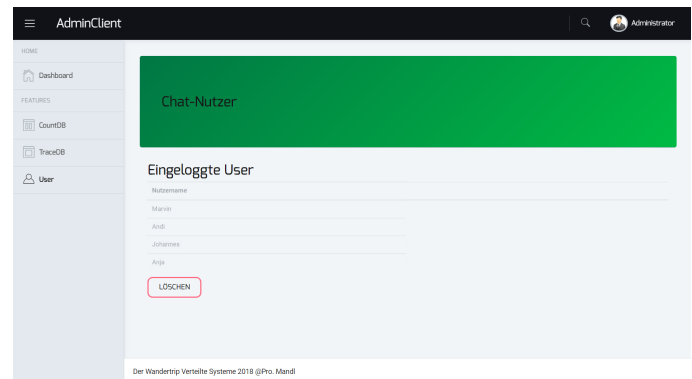 AdminClient
Administrator
HOME
Dashboard
FEATURES
CountDB
TraceDB
User
Chat-Nutzer
Eingeloggte User
Nutzername
Marvin
Andi
Johannes
Anja
LÖSCHEN
Der Wandertrip Verteilte Systeme 2018 @Pro. Mandl